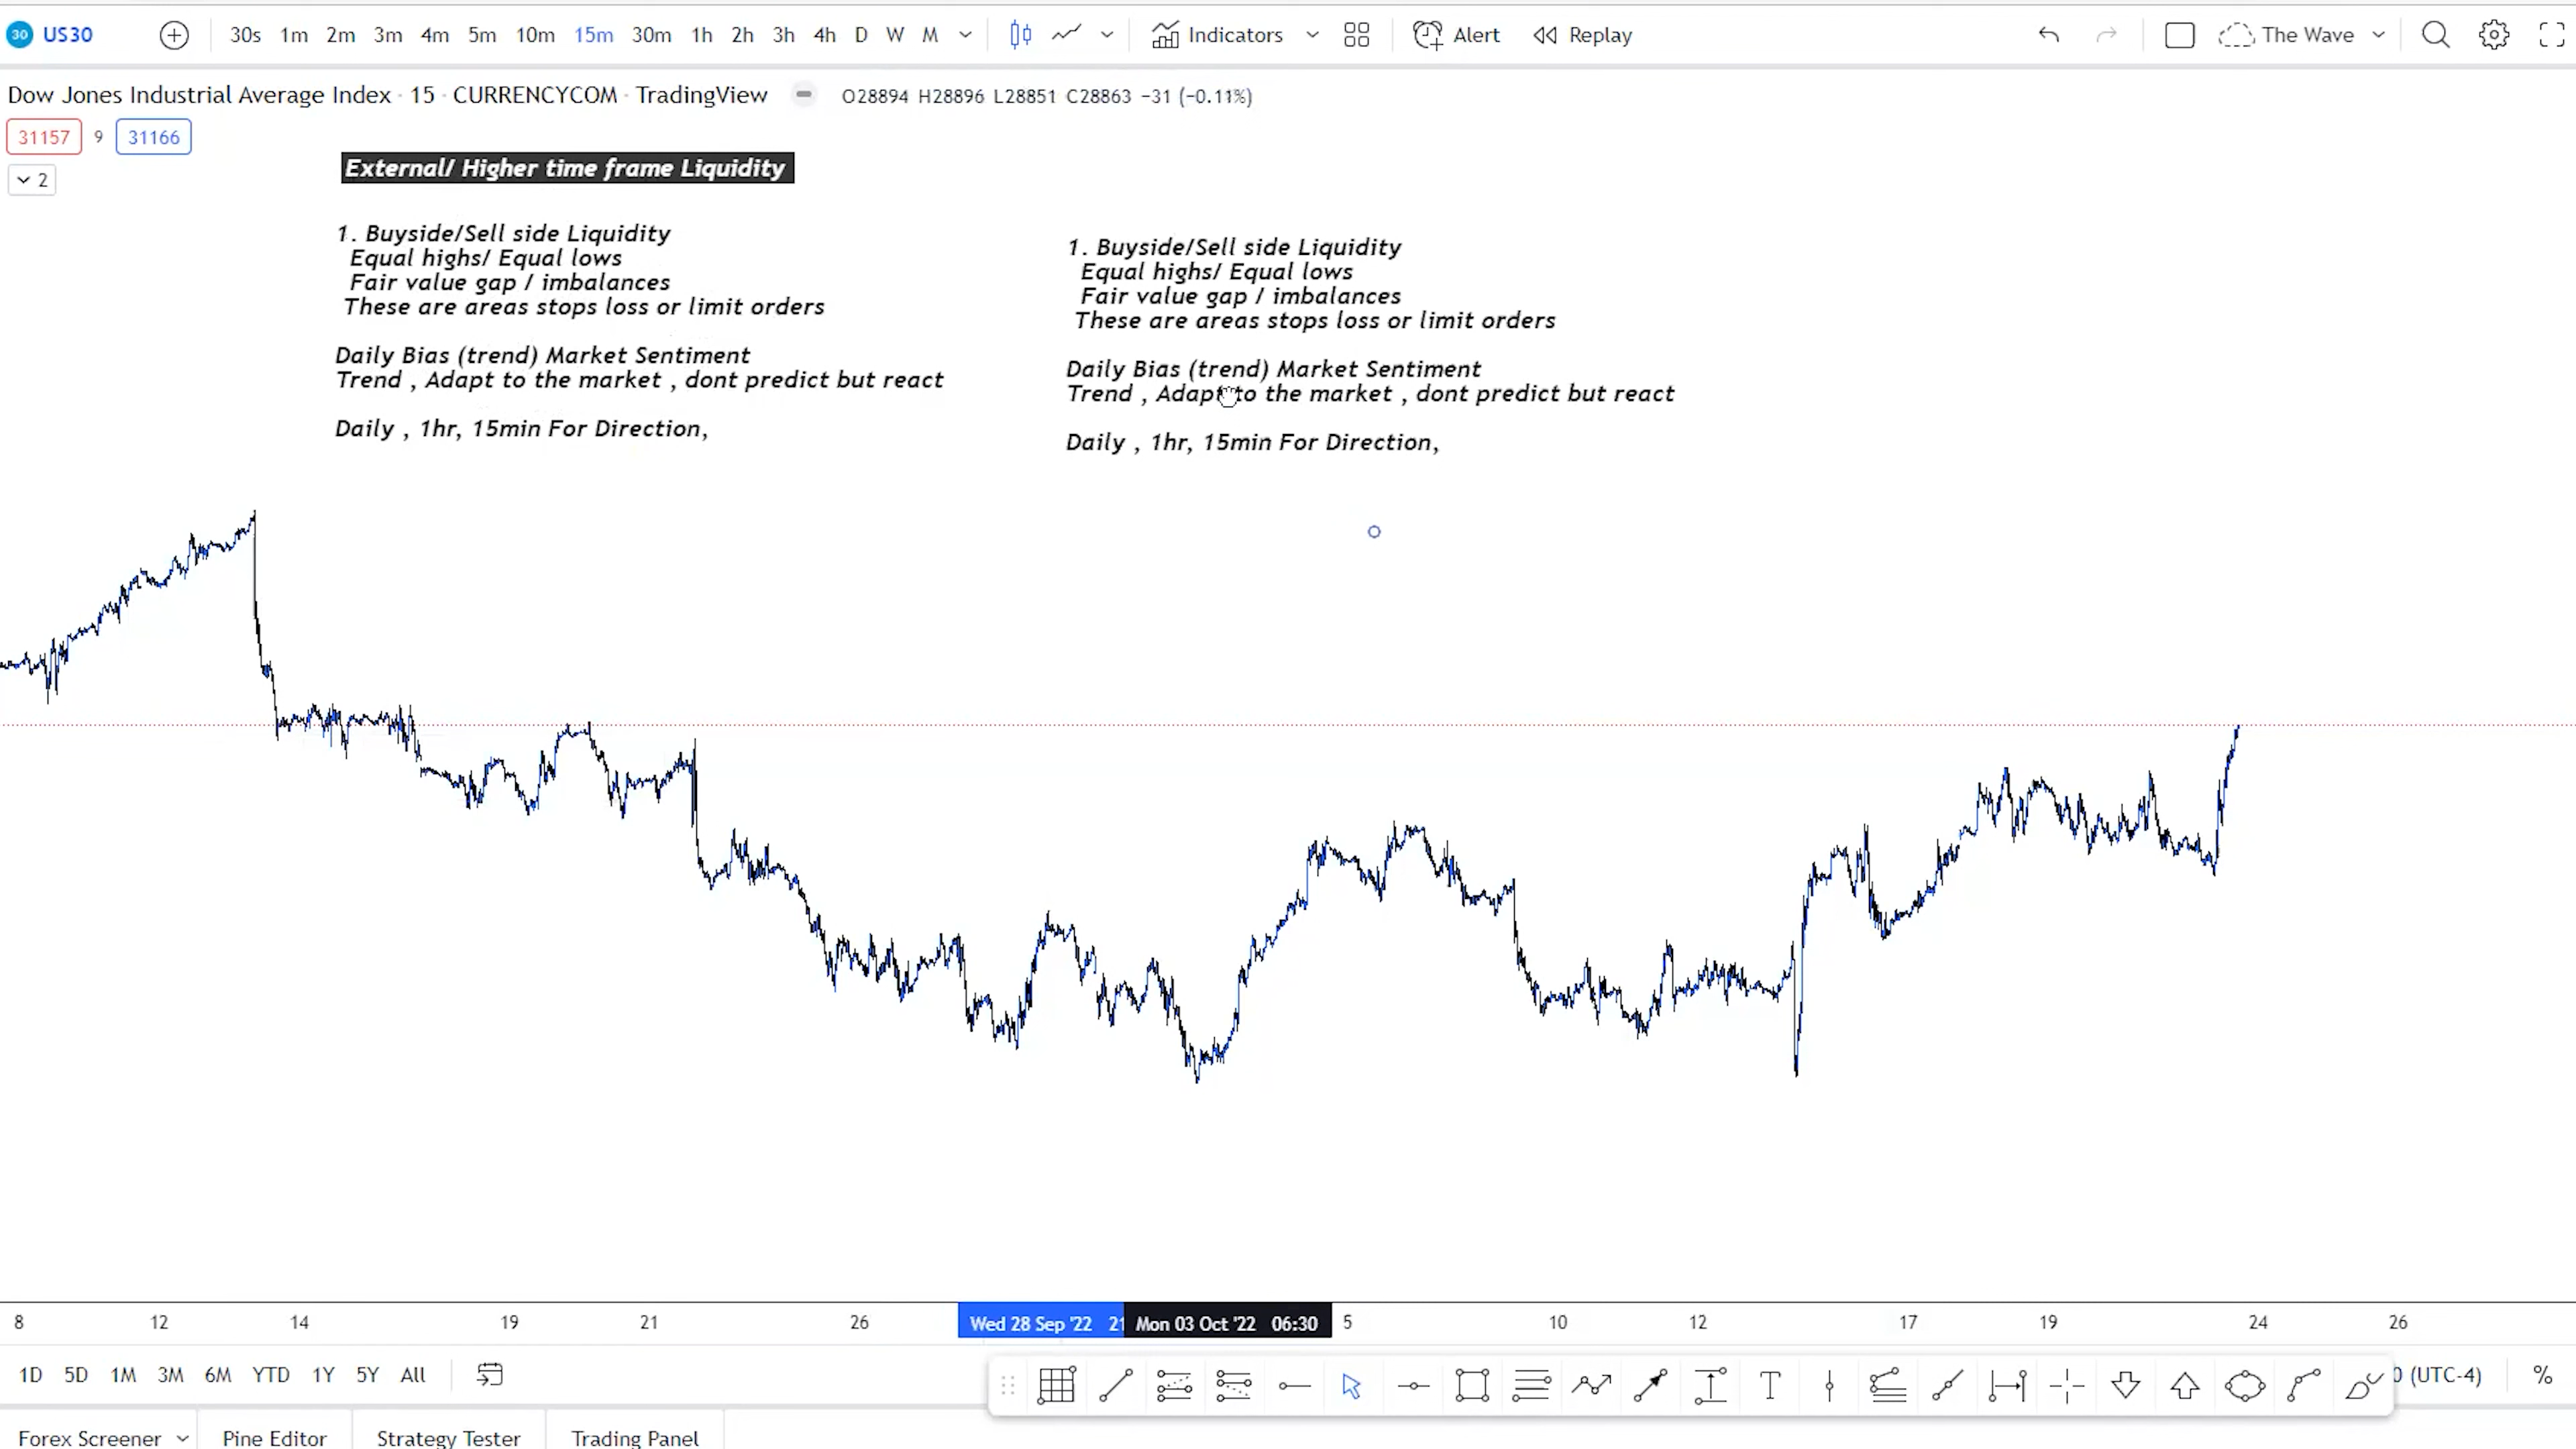 30 US30 30s 1m 2m 3m 4m 5m 10m 15m 30m 1h 2h 3h 4h D W M Indicators Alert Replay The Wave
Dow Jones Industrial Average Index · 15 · CURRENCYCOM · TradingView O28894 H28896 L28851 C28863 −31 (−0.11%)
31157 9 31166
2
External/ Higher time frame Liquidity
1. Buyside/Sell side Liquidity
Equal highs/ Equal lows
Fair value gap / imbalances
These are areas stops loss or limit orders
Daily Bias (trend) Market Sentiment
Trend , Adapt to the market , dont predict but react
Daily , 1hr, 15min For Direction,
1. Buyside/Sell side Liquidity
Equal highs/ Equal lows
Fair value gap / imbalances
These are areas stops loss or limit orders
Daily Bias (trend) Market Sentiment
Trend , Adapt to the market , dont predict but react
Daily , 1hr, 15min For Direction,
8 12 14 19 21 26 Wed 28 Sep '22 21 Mon 03 Oct '22 06:30 5 10 12 17 19 24 26
1D 5D 1M 3M 6M YTD 1Y 5Y All (UTC-4) %
Forex Screener Pine Editor Strategy Tester Trading Panel